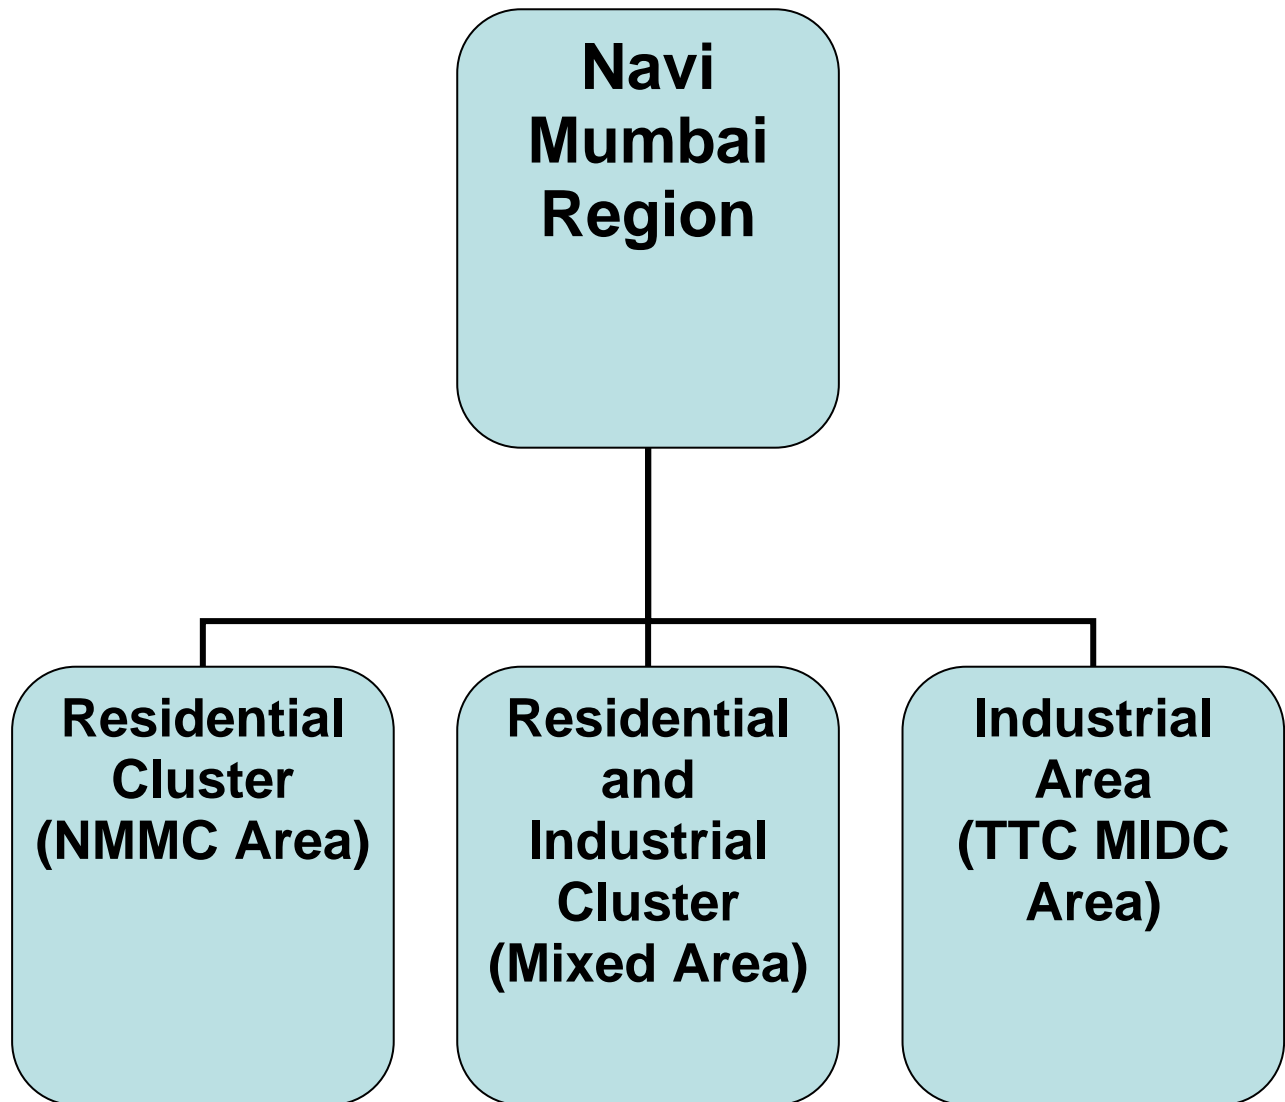 Navi
Mumbai
Region
Residential
Cluster
(NMMC Area)
Residential
and
Industrial
Cluster
(Mixed Area)
Industrial
Area
(TTC MIDC
Area)